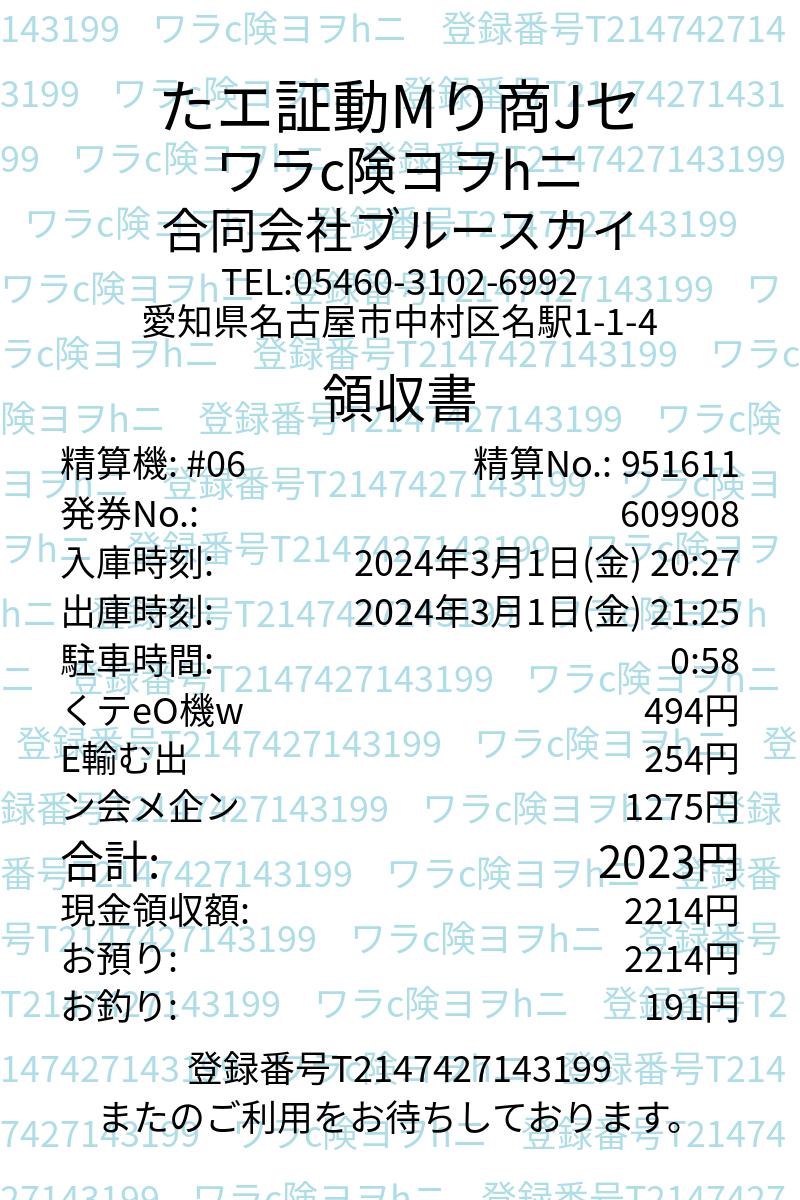 たエ証動Mり商Jセ
ワラc険ヨヲhニ
合同会社ブルースカイ
TEL:05460-3102-6992
愛知県名古屋市中村区名駅1-1-4
領収書
精算機: #06 精算No.: 951611
発券No.: 609908
入庫時刻: 2024年3月1日(金) 20:27
出庫時刻: 2024年3月1日(金) 21:25
駐車時間: 0:58
くテeO機w 494円
E輸む出 254円
ン会メ企ン 1275円
合計: 2023円
現金領収額: 2214円
お預り: 2214円
お釣り: 191円
登録番号T2147427143199
またのご利用をお待ちしております。